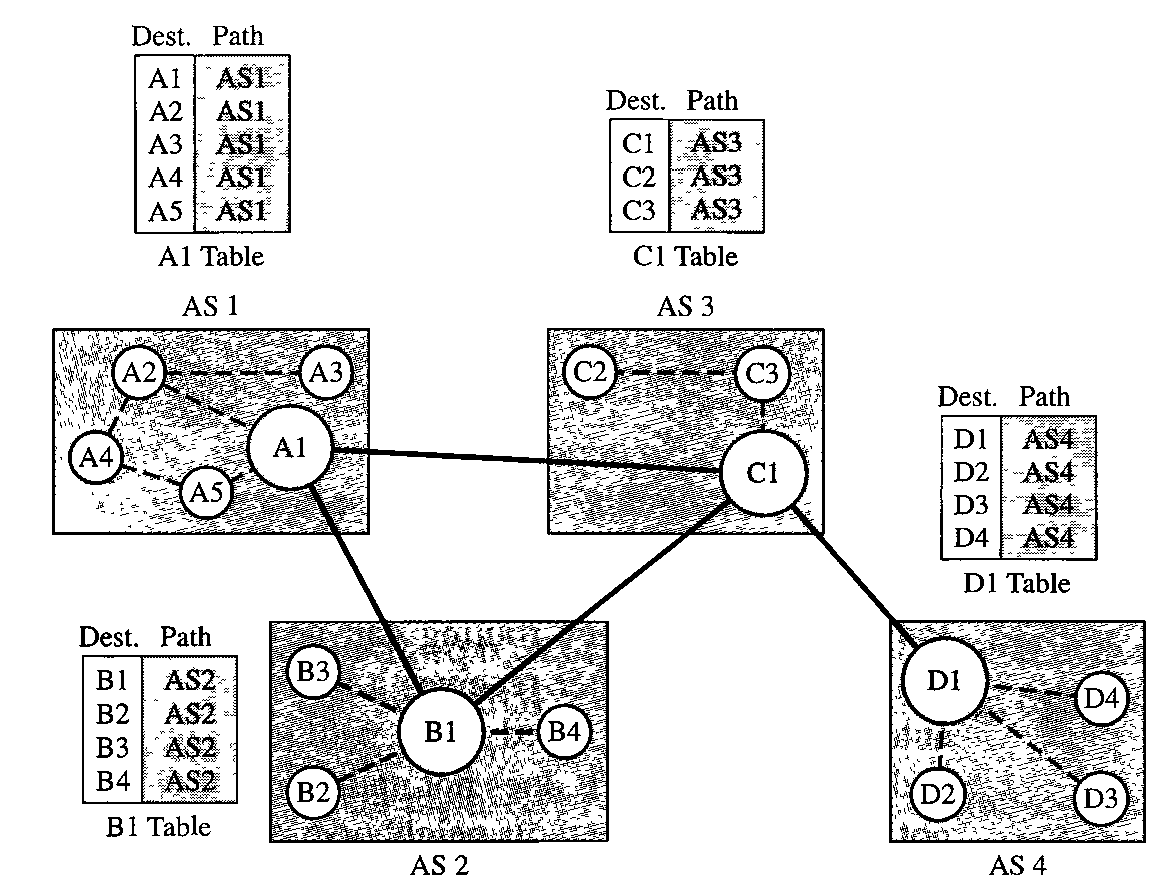 Dest. Path
A1 AS1
A2 AS1
A3 AS1
A4 AS1
A5 AS1
A1 Table
Dest. Path
C1 AS3
C2 AS3
C3 AS3
C1 Table
AS 1
A2
A3
A1
A4
A5
AS 3
C2
C3
C1
Dest. Path
D1 AS4
D2 AS4
D3 AS4
D4 AS4
D1 Table
Dest. Path
B1 AS2
B2 AS2
B3 AS2
B4 AS2
B1 Table
B3
B1
B4
B2
AS 2
D1
D4
D2
D3
AS 4